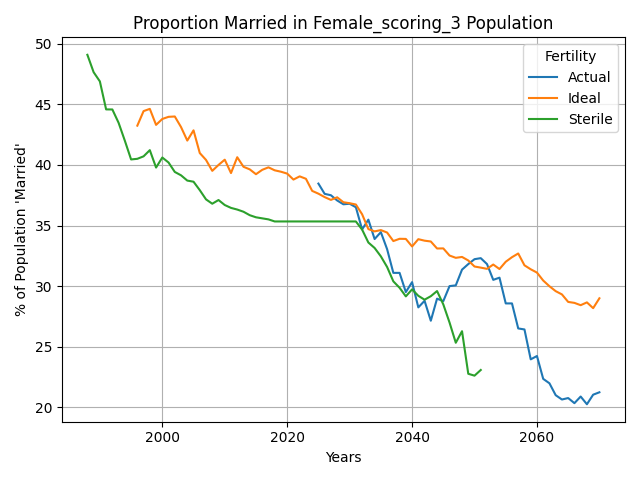 Proportion Married in Female_scoring_3 Population
% of Population 'Married'
50
45
40
35
30
25
20
Fertility
Actual
Ideal
Sterile
2000
2020
2040
2060
Years